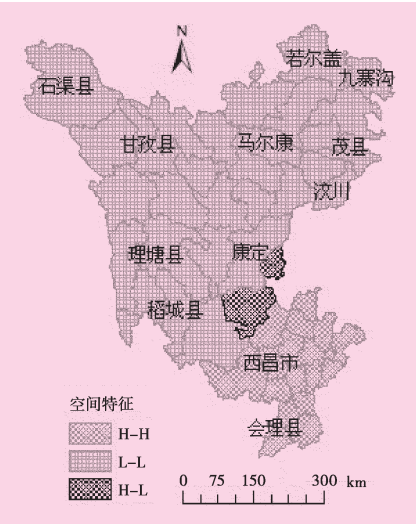 N
若尔盖
九寨沟
石渠县
甘孜县
马尔康
茂县
汶川
理塘县
康定
稻城县
西昌市
会理县
空间特征
H-H
L-L
H-L
0 75 150 300 km